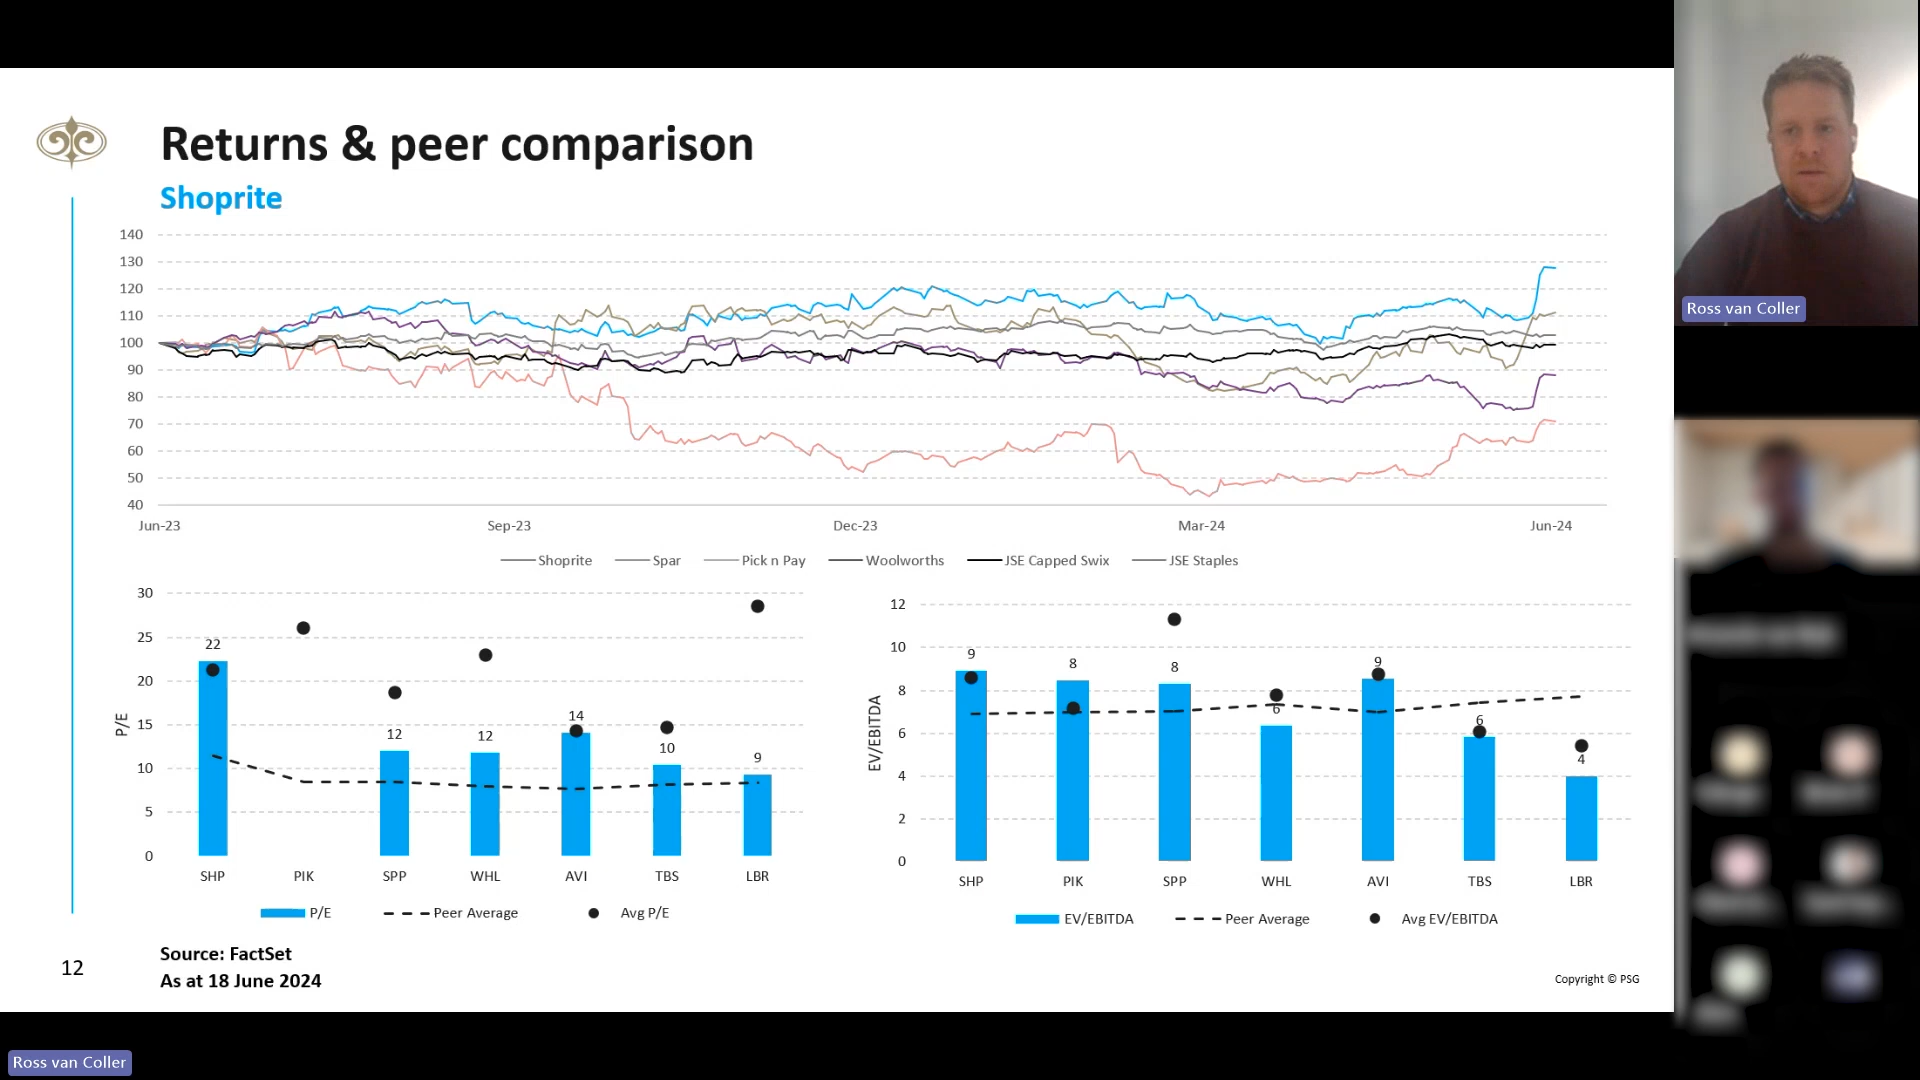 Returns & peer comparison
Shoprite
140
130
120
110
100
90
80
70
60
50
40
Jun-23 Sep-23 Dec-23 Mar-24 Jun-24
Shoprite Spar Pick n Pay Woolworths JSE Capped Swix JSE Staples
30
25
20
15
10
5
0
P/E
22
12
12
14
10
9
SHP PIK SPP WHL AVI TBS LBR
P/E Peer Average Avg P/E
12
10
8
6
4
2
0
EV/EBITDA
9
8
8
6
9
6
4
SHP PIK SPP WHL AVI TBS LBR
EV/EBITDA Peer Average Avg EV/EBITDA
Source: FactSet
As at 18 June 2024
12
Copyright © PSG
Ross van Coller
Ross van Coller